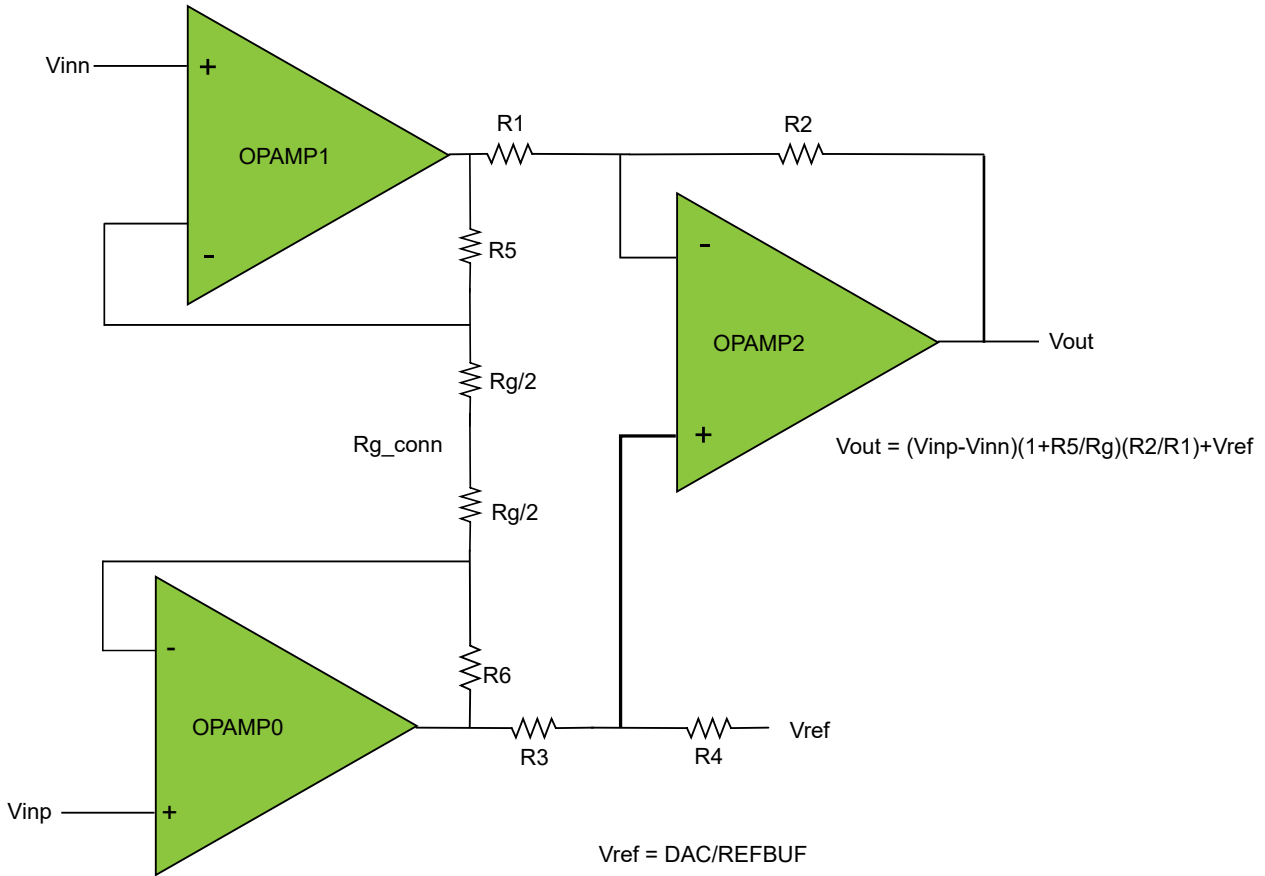 Vinn
+
OPAMP1
-
R1
R2
R5
-
OPAMP2
+
Vout
Rg/2
Rg_conn
Rg/2
Vout = (Vinp-Vinn)(1+R5/Rg)(R2/R1)+Vref
-
OPAMP0
+
R6
Vinp
R3
R4
Vref
Vref = DAC/REFBUF